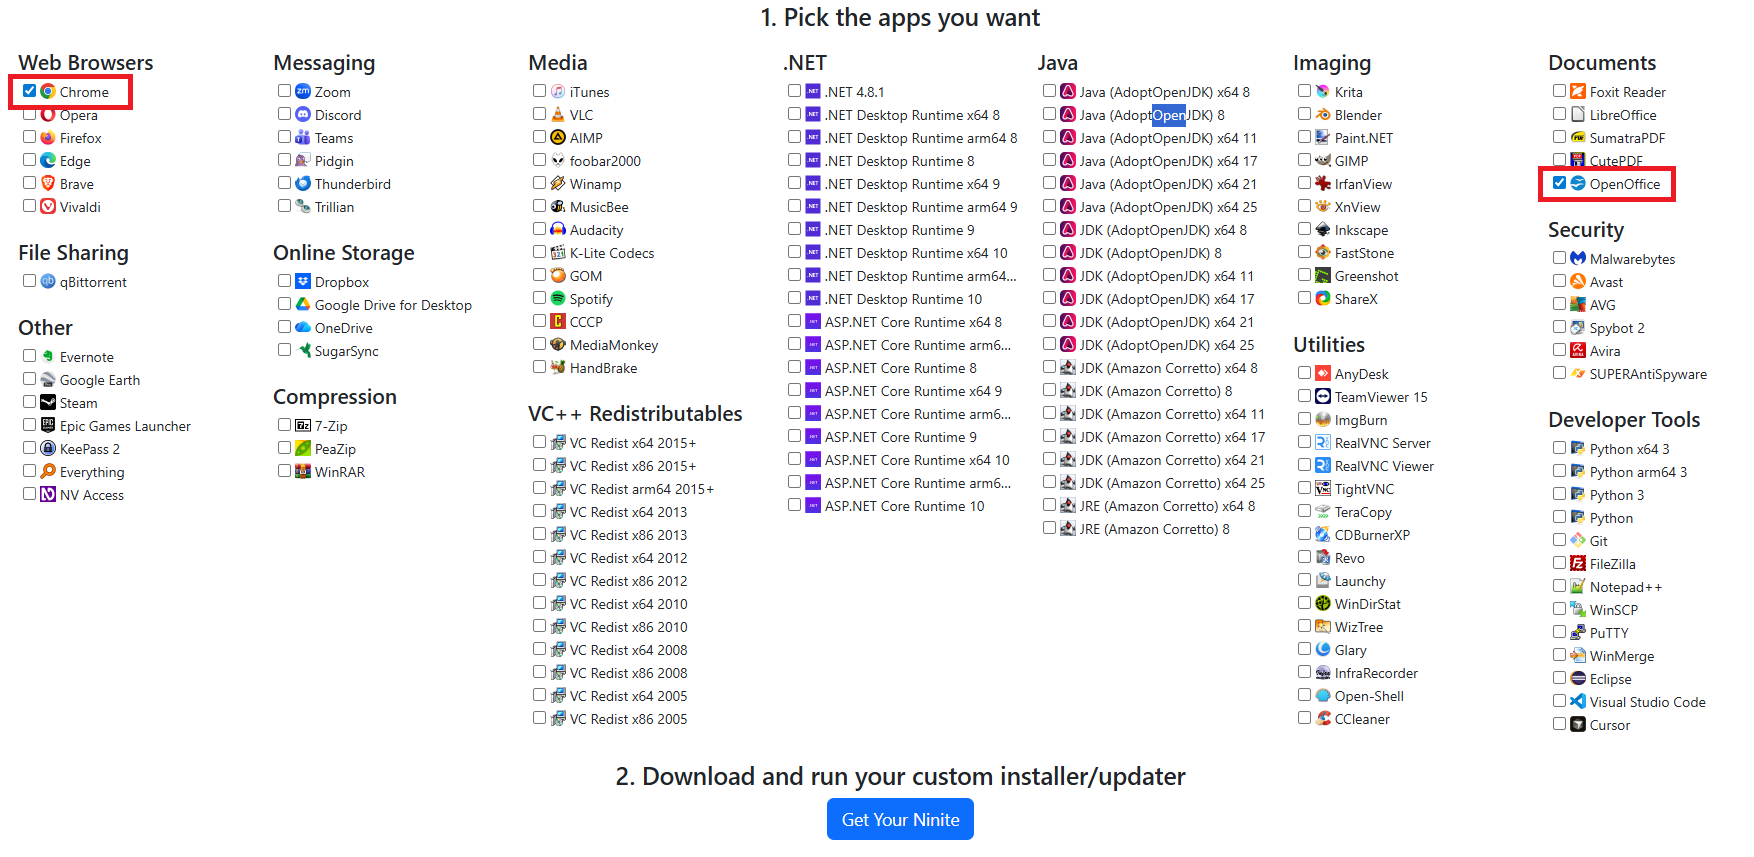 1. Pick the apps you want
Web Browsers
Chrome
Opera
Firefox
Edge
Brave
Vivaldi
File Sharing
qBittorrent
Other
Evernote
Google Earth
Steam
Epic Games Launcher
KeePass 2
Everything
NV Access
Messaging
Zoom
Discord
Teams
Pidgin
Thunderbird
Trillian
Online Storage
Dropbox
Google Drive for Desktop
OneDrive
SugarSync
Compression
7-Zip
PeaZip
WinRAR
Media
iTunes
VLC
AIMP
foobar2000
Winamp
MusicBee
Audacity
K-Lite Codecs
GOM
Spotify
CCCP
MediaMonkey
HandBrake
VC++ Redistributables
VC Redist x64 2015+
VC Redist x86 2015+
VC Redist arm64 2015+
VC Redist x64 2013
VC Redist x86 2013
VC Redist x64 2012
VC Redist x86 2012
VC Redist x64 2010
VC Redist x86 2010
VC Redist x64 2008
VC Redist x86 2008
VC Redist x64 2005
VC Redist x86 2005
.NET
.NET 4.8.1
.NET Desktop Runtime x64 8
.NET Desktop Runtime arm64 8
.NET Desktop Runtime 8
.NET Desktop Runtime x64 9
.NET Desktop Runtime arm64 9
.NET Desktop Runtime 9
.NET Desktop Runtime x64 10
.NET Desktop Runtime arm64...
.NET Desktop Runtime 10
ASP.NET Core Runtime x64 8
ASP.NET Core Runtime arm6...
ASP.NET Core Runtime 8
ASP.NET Core Runtime x64 9
ASP.NET Core Runtime arm6...
ASP.NET Core Runtime 9
ASP.NET Core Runtime x64 10
ASP.NET Core Runtime arm6...
ASP.NET Core Runtime 10
Java
Java (AdoptOpenJDK) x64 8
Java (AdoptOpenJDK) 8
Java (AdoptOpenJDK) x64 11
Java (AdoptOpenJDK) x64 17
Java (AdoptOpenJDK) x64 21
Java (AdoptOpenJDK) x64 25
JDK (AdoptOpenJDK) x64 8
JDK (AdoptOpenJDK) 8
JDK (AdoptOpenJDK) x64 11
JDK (AdoptOpenJDK) x64 17
JDK (AdoptOpenJDK) x64 21
JDK (AdoptOpenJDK) x64 25
JDK (Amazon Corretto) x64 8
JDK (Amazon Corretto) 8
JDK (Amazon Corretto) x64 11
JDK (Amazon Corretto) x64 17
JDK (Amazon Corretto) x64 21
JDK (Amazon Corretto) x64 25
JRE (Amazon Corretto) x64 8
JRE (Amazon Corretto) 8
Imaging
Krita
Blender
Paint.NET
GIMP
IrfanView
XnView
Inkscape
FastStone
Greenshot
ShareX
Utilities
AnyDesk
TeamViewer 15
ImgBurn
RealVNC Server
RealVNC Viewer
TightVNC
TeraCopy
CDBurnerXP
Revo
Launchy
WinDirStat
WizTree
Glary
InfraRecorder
Open-Shell
CCleaner
Documents
Foxit Reader
LibreOffice
SumatraPDF
CutePDF
OpenOffice
Security
Malwarebytes
Avast
AVG
Spybot 2
Avira
SUPERAntiSpyware
Developer Tools
Python x64 3
Python arm64 3
Python 3
Python
Git
FileZilla
Notepad++
WinSCP
PuTTY
WinMerge
Eclipse
Visual Studio Code
Cursor
2. Download and run your custom installer/updater
Get Your Ninite